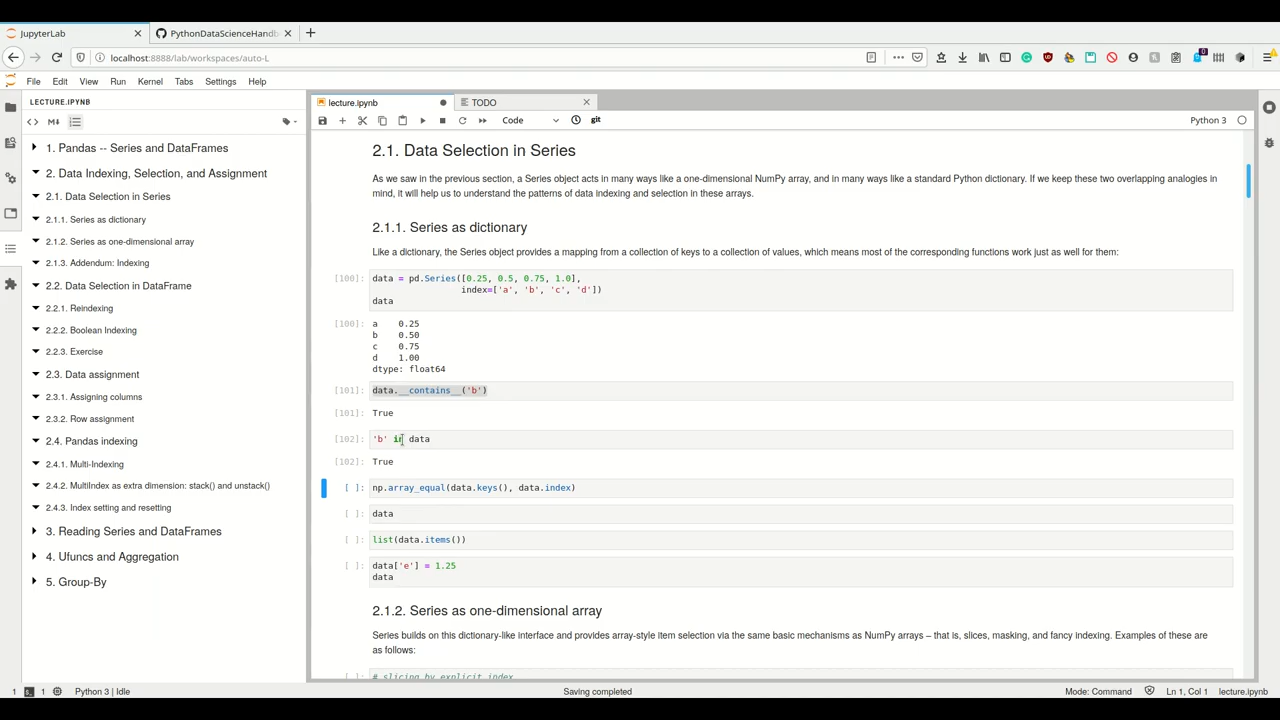 JupyterLab
PythonDataScienceHandb
localhost:8888/lab/workspaces/auto-L
0
File Edit View Run Kernel Tabs Settings Help
LECTURE.IPYNB
1. Pandas -- Series and DataFrames
2. Data Indexing, Selection, and Assignment
2.1. Data Selection in Series
2.1.1. Series as dictionary
2.1.2. Series as one-dimensional array
2.1.3. Addendum: Indexing
2.2. Data Selection in DataFrame
2.2.1. Reindexing
2.2.2. Boolean Indexing
2.2.3. Exercise
2.3. Data assignment
2.3.1. Assigning columns
2.3.2. Row assignment
2.4. Pandas indexing
2.4.1. Multi-Indexing
2.4.2. MultiIndex as extra dimension: stack() and unstack()
2.4.3. Index setting and resetting
3. Reading Series and DataFrames
4. Ufuncs and Aggregation
5. Group-By
lecture.ipynb
TODO
Code
git
Python 3
2.1. Data Selection in Series
As we saw in the previous section, a Series object acts in many ways like a one-dimensional NumPy array, and in many ways like a standard Python dictionary. If we keep these two overlapping analogies in
mind, it will help us to understand the patterns of data indexing and selection in these arrays.
2.1.1. Series as dictionary
Like a dictionary, the Series object provides a mapping from a collection of keys to a collection of values, which means most of the corresponding functions work just as well for them:
[100]: data = pd.Series([0.25, 0.5, 0.75, 1.0],
index=['a', 'b', 'c', 'd'])
data
[100]: a 0.25
b 0.50
c 0.75
d 1.00
dtype: float64
[101]: data.__contains__('b')
[101]: True
[102]: 'b' in data
[102]: True
[ ]: np.array_equal(data.keys(), data.index)
[ ]: data
[ ]: list(data.items())
[ ]: data['e'] = 1.25
data
2.1.2. Series as one-dimensional array
Series builds on this dictionary-like interface and provides array-style item selection via the same basic mechanisms as NumPy arrays – that is, slices, masking, and fancy indexing. Examples of these are
as follows:
[ ]: # slicing by explicit index
1 1 Python 3 | Idle
Saving completed
Mode: Command
Ln 1, Col 1 lecture.ipynb